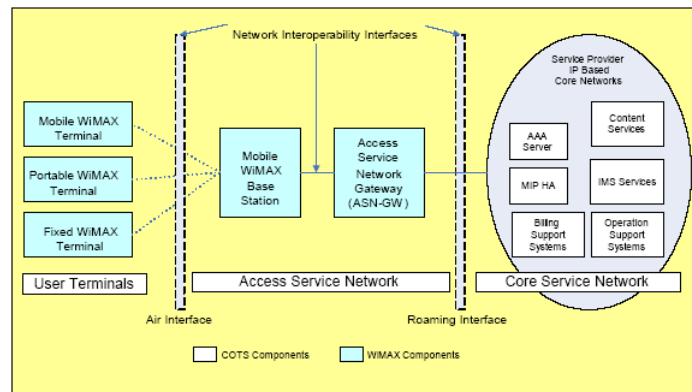 Network Interoperability Interfaces
Service Provider
IP Based
Core Networks
Mobile WiMAX
Terminal
Portable WiMAX
Terminal
Fixed WiMAX
Terminal
Mobile
WiMAX
Base
Station
Access
Service
Network
Gateway
(ASN-GW)
AAA
Server
Content
Services
MIP HA
IMS Services
Billing
Support
Systems
Operation
Support
Systems
User Terminals
Access Service Network
Core Service Network
Air Interface
Roaming Interface
COTS Components
WiMAX Components